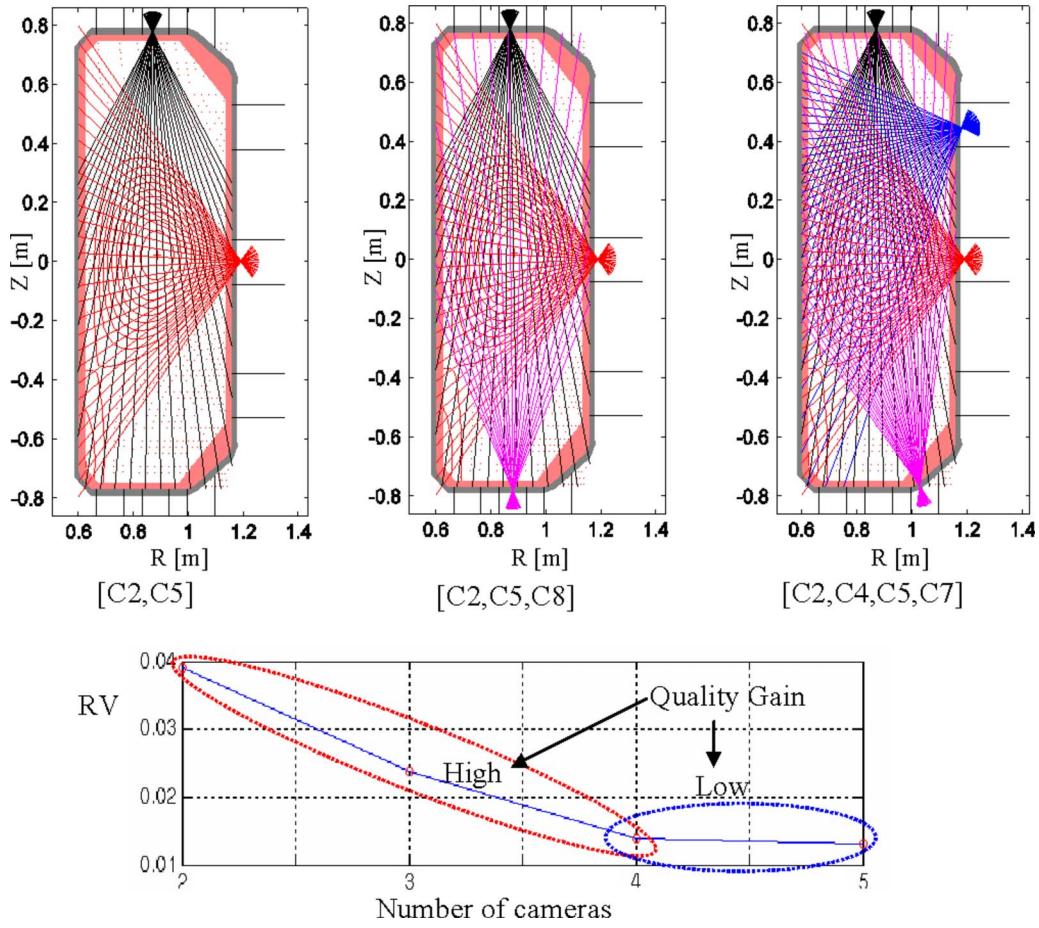 0.8
0.6
0.4
0.2
0
-0.2
-0.4
-0.6
-0.8
Z [m]
0.6 0.8 1 1.2 1.4
R [m]
[C2,C5]
0.8
0.6
0.4
0.2
0
-0.2
-0.4
-0.6
-0.8
Z [m]
0.6 0.8 1 1.2 1.4
R [m]
[C2,C5,C8]
0.8
0.6
0.4
0.2
0
-0.2
-0.4
-0.6
-0.8
Z [m]
0.6 0.8 1 1.2 1.4
R [m]
[C2,C4,C5,C7]
RV
0.04
0.03
0.02
0.01
Quality Gain
High
Low
2 3 4 5
Number of cameras